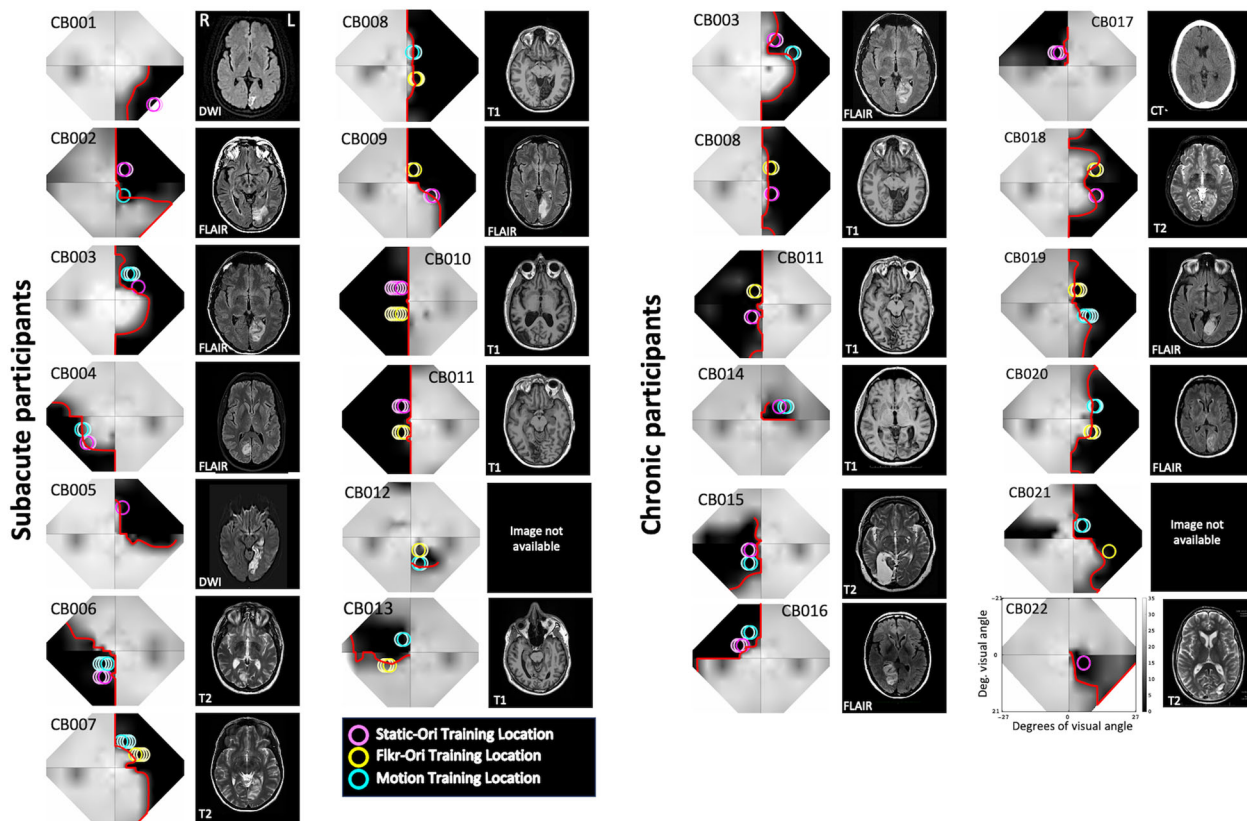 Subacute participants
CB001
R L
DWI
CB002
FLAIR
CB003
FLAIR
CB004
FLAIR
CB005
DWI
CB006
T2
CB007
T2
CB008
T1
CB009
FLAIR
CB010
T1
CB011
T1
CB012
Image not
available
CB013
T1
Static-Ori Training Location
Flkr-Ori Training Location
Motion Training Location
Chronic participants
CB003
FLAIR
CB008
T1
CB011
T1
CB014
T1
CB015
T2
CB016
FLAIR
CB017
CT
CB018
T2
CB019
FLAIR
CB020
FLAIR
CB021
Image not
available
CB022
-21
0
21
Deg. visual angle
-27 0 27
Degrees of visual angle
35
30
25
20
15
10
5
0
T2